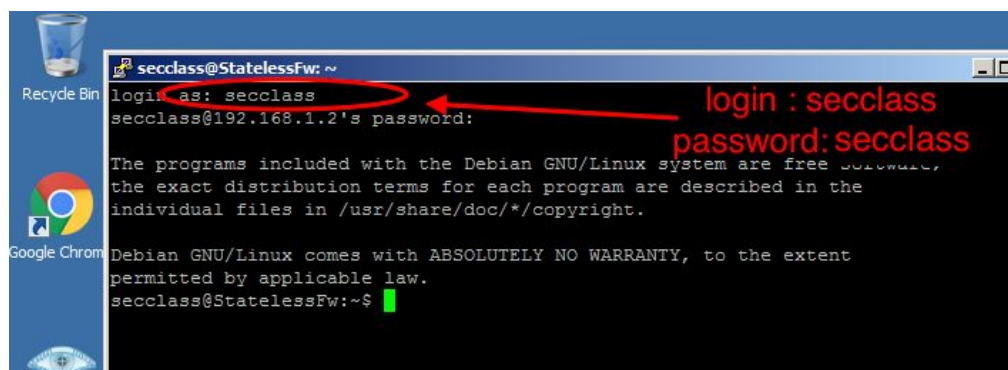 secclass@StatelessFw: ~
Recycle Bin
login as: secclass
login : secclass
secclass@192.168.1.2's password:
password: secclass
The programs included with the Debian GNU/Linux system are free software,
the exact distribution terms for each program are described in the
individual files in /usr/share/doc/*/copyright.
Google Chrom
Debian GNU/Linux comes with ABSOLUTELY NO WARRANTY, to the extent
permitted by applicable law.
secclass@StatelessFw:~$